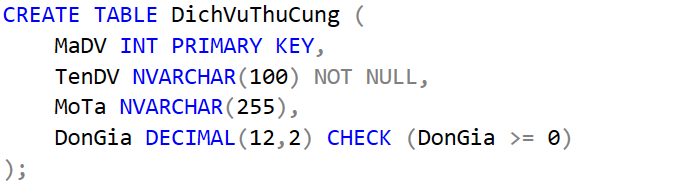 CREATE TABLE DichVuThuCung (
    MaDV INT PRIMARY KEY,
    TenDV NVARCHAR(100) NOT NULL,
    MoTa NVARCHAR(255),
    DonGia DECIMAL(12,2) CHECK (DonGia >= 0)
);